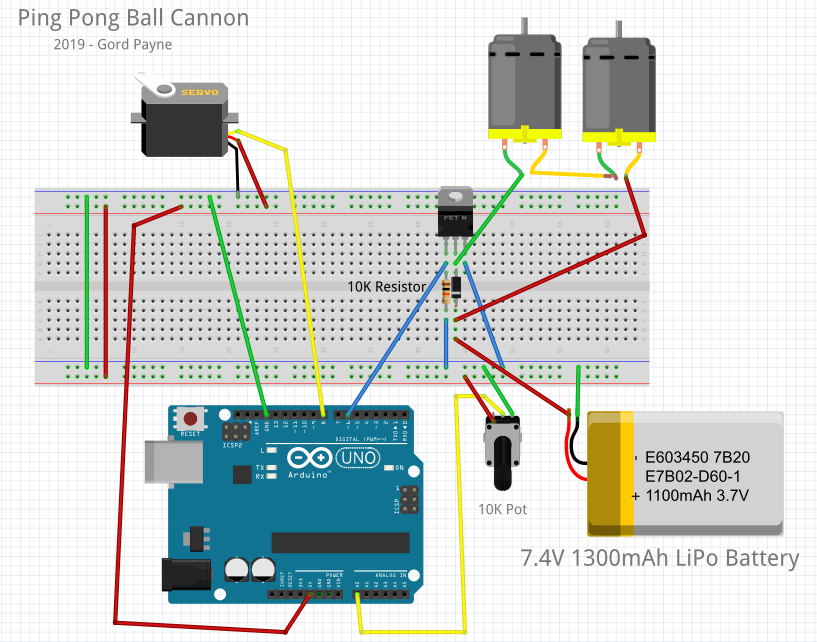 Ping Pong Ball Cannon
2019 - Gord Payne
SERVO
FET N
10K Resistor
RESET
ICSP2
AREF
GND
13
12
~11
~10
~9
8
7
~6
~5
4
~3
2
TX▶1
RX◀0
DIGITAL (PWM=~)
L
TX
RX
UNO
ON
Arduino™
ICSP
1
POWER
ANALOG IN
IOREF
RESET
3V3
5V
GND
GND
VIN
A0
A1
A2
A3
A4
A5
10K Pot
- E603450 7B20
E7B02-D60-1
+ 1100mAh 3.7V
7.4V 1300mAh LiPo Battery